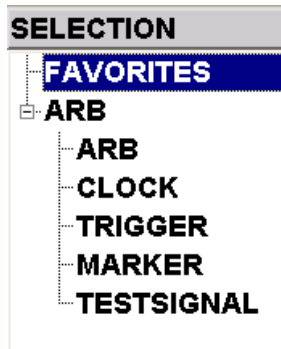 SELECTION
FAVORITES
ARB
ARB
CLOCK
TRIGGER
MARKER
TESTSIGNAL